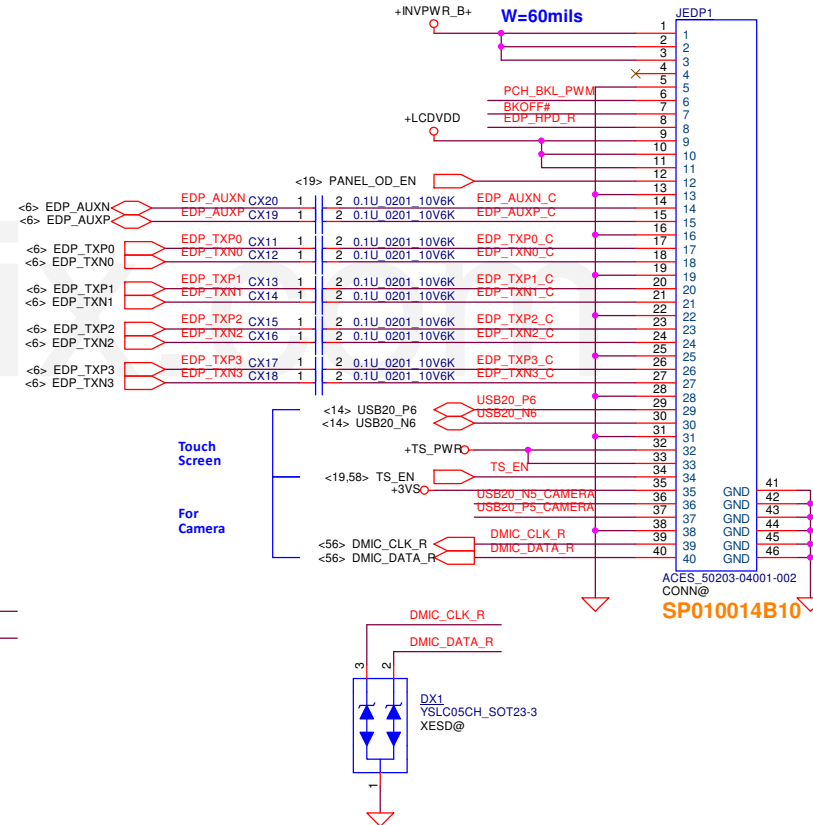 +INVPWR_B+
W=60mils
JEDP1
1 1
2 2
3 3
4 4
5 5
PCH_BKL_PWM 6 6
BKOFF# 7 7
+LCDVDD EDP_HPD_R 8 8
9 9
10 10
11 11
<19> PANEL_OD_EN 12 12
13 13
<6> EDP_AUXN EDP_AUXN CX20 1 2 0.1U_0201_10V6K EDP_AUXN_C 14 14
<6> EDP_AUXP EDP_AUXP CX19 1 2 0.1U_0201_10V6K EDP_AUXP_C 15 15
16 16
<6> EDP_TXP0 EDP_TXP0 CX11 1 2 0.1U_0201_10V6K EDP_TXP0_C 17 17
<6> EDP_TXN0 EDP_TXN0 CX12 1 2 0.1U_0201_10V6K EDP_TXN0_C 18 18
19 19
<6> EDP_TXP1 EDP_TXP1 CX13 1 2 0.1U_0201_10V6K EDP_TXP1_C 20 20
<6> EDP_TXN1 EDP_TXN1 CX14 1 2 0.1U_0201_10V6K EDP_TXN1_C 21 21
22 22
<6> EDP_TXP2 EDP_TXP2 CX15 1 2 0.1U_0201_10V6K EDP_TXP2_C 23 23
<6> EDP_TXN2 EDP_TXN2 CX16 1 2 0.1U_0201_10V6K EDP_TXN2_C 24 24
25 25
<6> EDP_TXP3 EDP_TXP3 CX17 1 2 0.1U_0201_10V6K EDP_TXP3_C 26 26
<6> EDP_TXN3 EDP_TXN3 CX18 1 2 0.1U_0201_10V6K EDP_TXN3_C 27 27
28 28
<14> USB20_P6 USB20_P6 29 29
<14> USB20_N6 USB20_N6 30 30
31 31
Touch
Screen
+TS_PWR 32 32
33 33
<19,58> TS_EN TS_EN 34 34
+3VS 35 35 GND 41
USB20_N5_CAMERA 36 36 GND 42
USB20_P5_CAMERA 37 37 GND 43
For
Camera
38 38 GND 44
<56> DMIC_CLK_R DMIC_CLK_R 39 39 GND 45
<56> DMIC_DATA_R DMIC_DATA_R 40 40 GND 46
ACES_50203-04001-002
CONN@
SP010014B10
DMIC_CLK_R
DMIC_DATA_R
3 2
DX1
YSLC05CH_SOT23-3
XESD@
1
ix.com